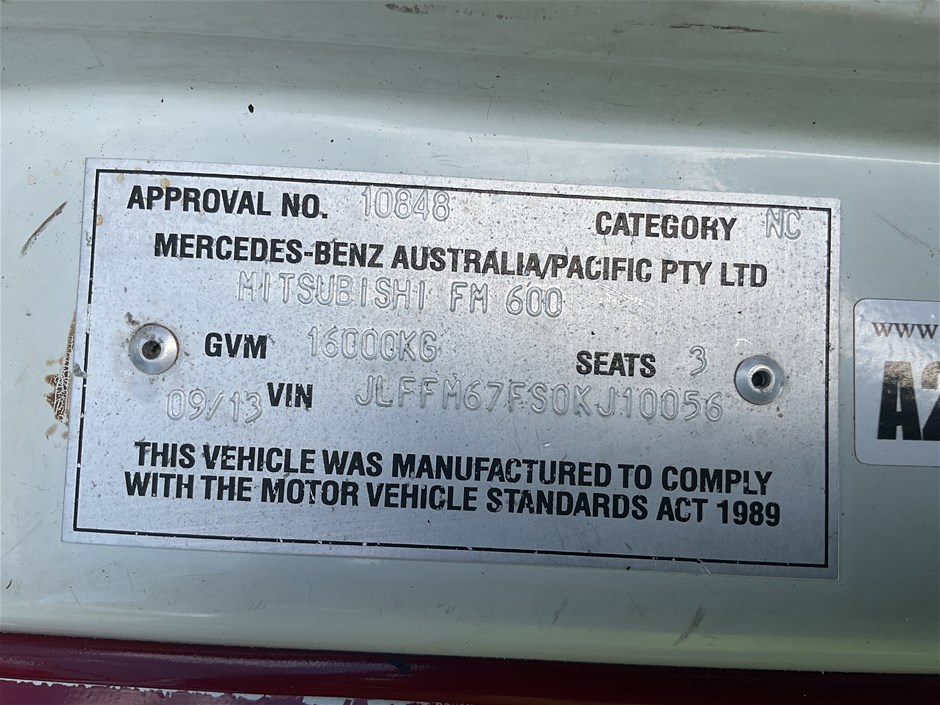 APPROVAL NO. 10848 CATEGORY NC
MERCEDES-BENZ AUSTRALIA/PACIFIC PTY LTD
MITSUBISHI FM 600
GVM 16000KG SEATS 3
09/13 VIN JLFFM67FS0KJ10056
THIS VEHICLE WAS MANUFACTURED TO COMPLY
WITH THE MOTOR VEHICLE STANDARDS ACT 1989
www